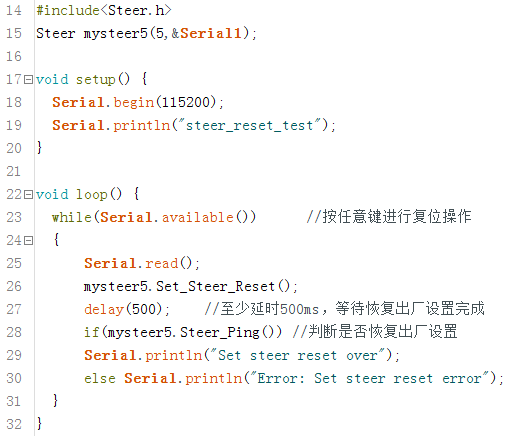 14 #include<Steer.h>
15 Steer mysteer5(5,&Serial1);
16
17 void setup() {
18 Serial.begin(115200);
19 Serial.println("steer_reset_test");
20 }
21
22 void loop() {
23 while(Serial.available()) //按任意键进行复位操作
24 {
25 Serial.read();
26 mysteer5.Set_Steer_Reset();
27 delay(500); //至少延时500ms，等待恢复出厂设置完成
28 if(mysteer5.Steer_Ping()) //判断是否恢复出厂设置
29 Serial.println("Set steer reset over");
30 else Serial.println("Error: Set steer reset error");
31 }
32 }